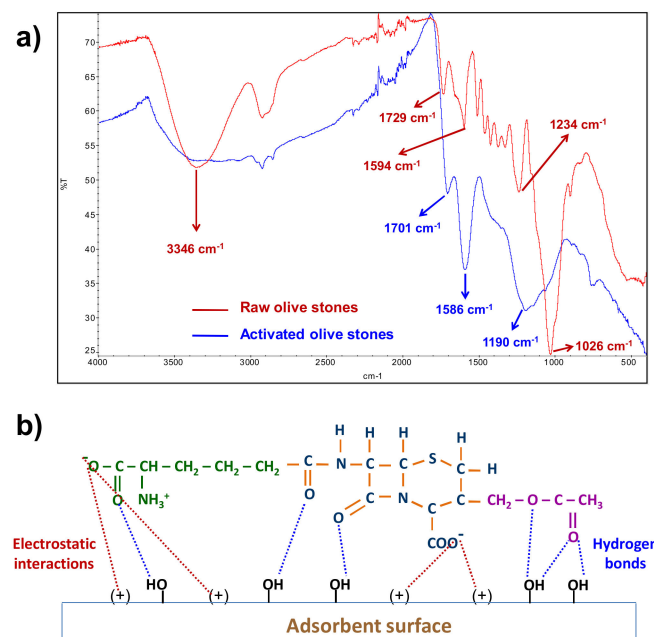 a)
70
65
60
55
50
45
40
35
30
25
%T
1729 cm-1
1234 cm-1
1594 cm-1
1701 cm-1
3346 cm-1
1586 cm-1
1190 cm-1
1026 cm-1
Raw olive stones
Activated olive stones
4000 3500 3000 2500 2000 1500 1000 500
cm-1
b)
H H H H
- O – C – CH – CH2 – CH2 – CH2 – C – N – C – C – S – C – H
O NH3+ O O C – N C – CH2 – O – C – CH3
COO- O
Electrostatic interactions
Hydrogen bonds
HO OH OH OH OH
(+) (+) (+) (+)
Adsorbent surface